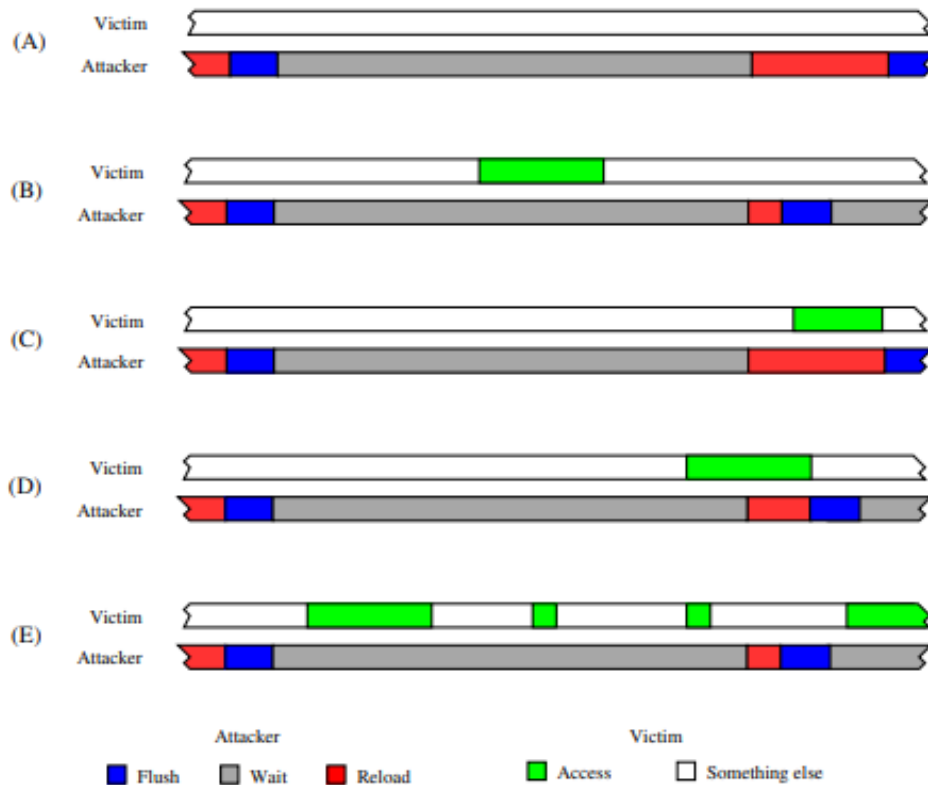 Victim
(A)
Attacker
Victim
(B)
Attacker
Victim
(C)
Attacker
Victim
(D)
Attacker
Victim
(E)
Attacker
Attacker Victim
Flush Wait Reload Access Something else